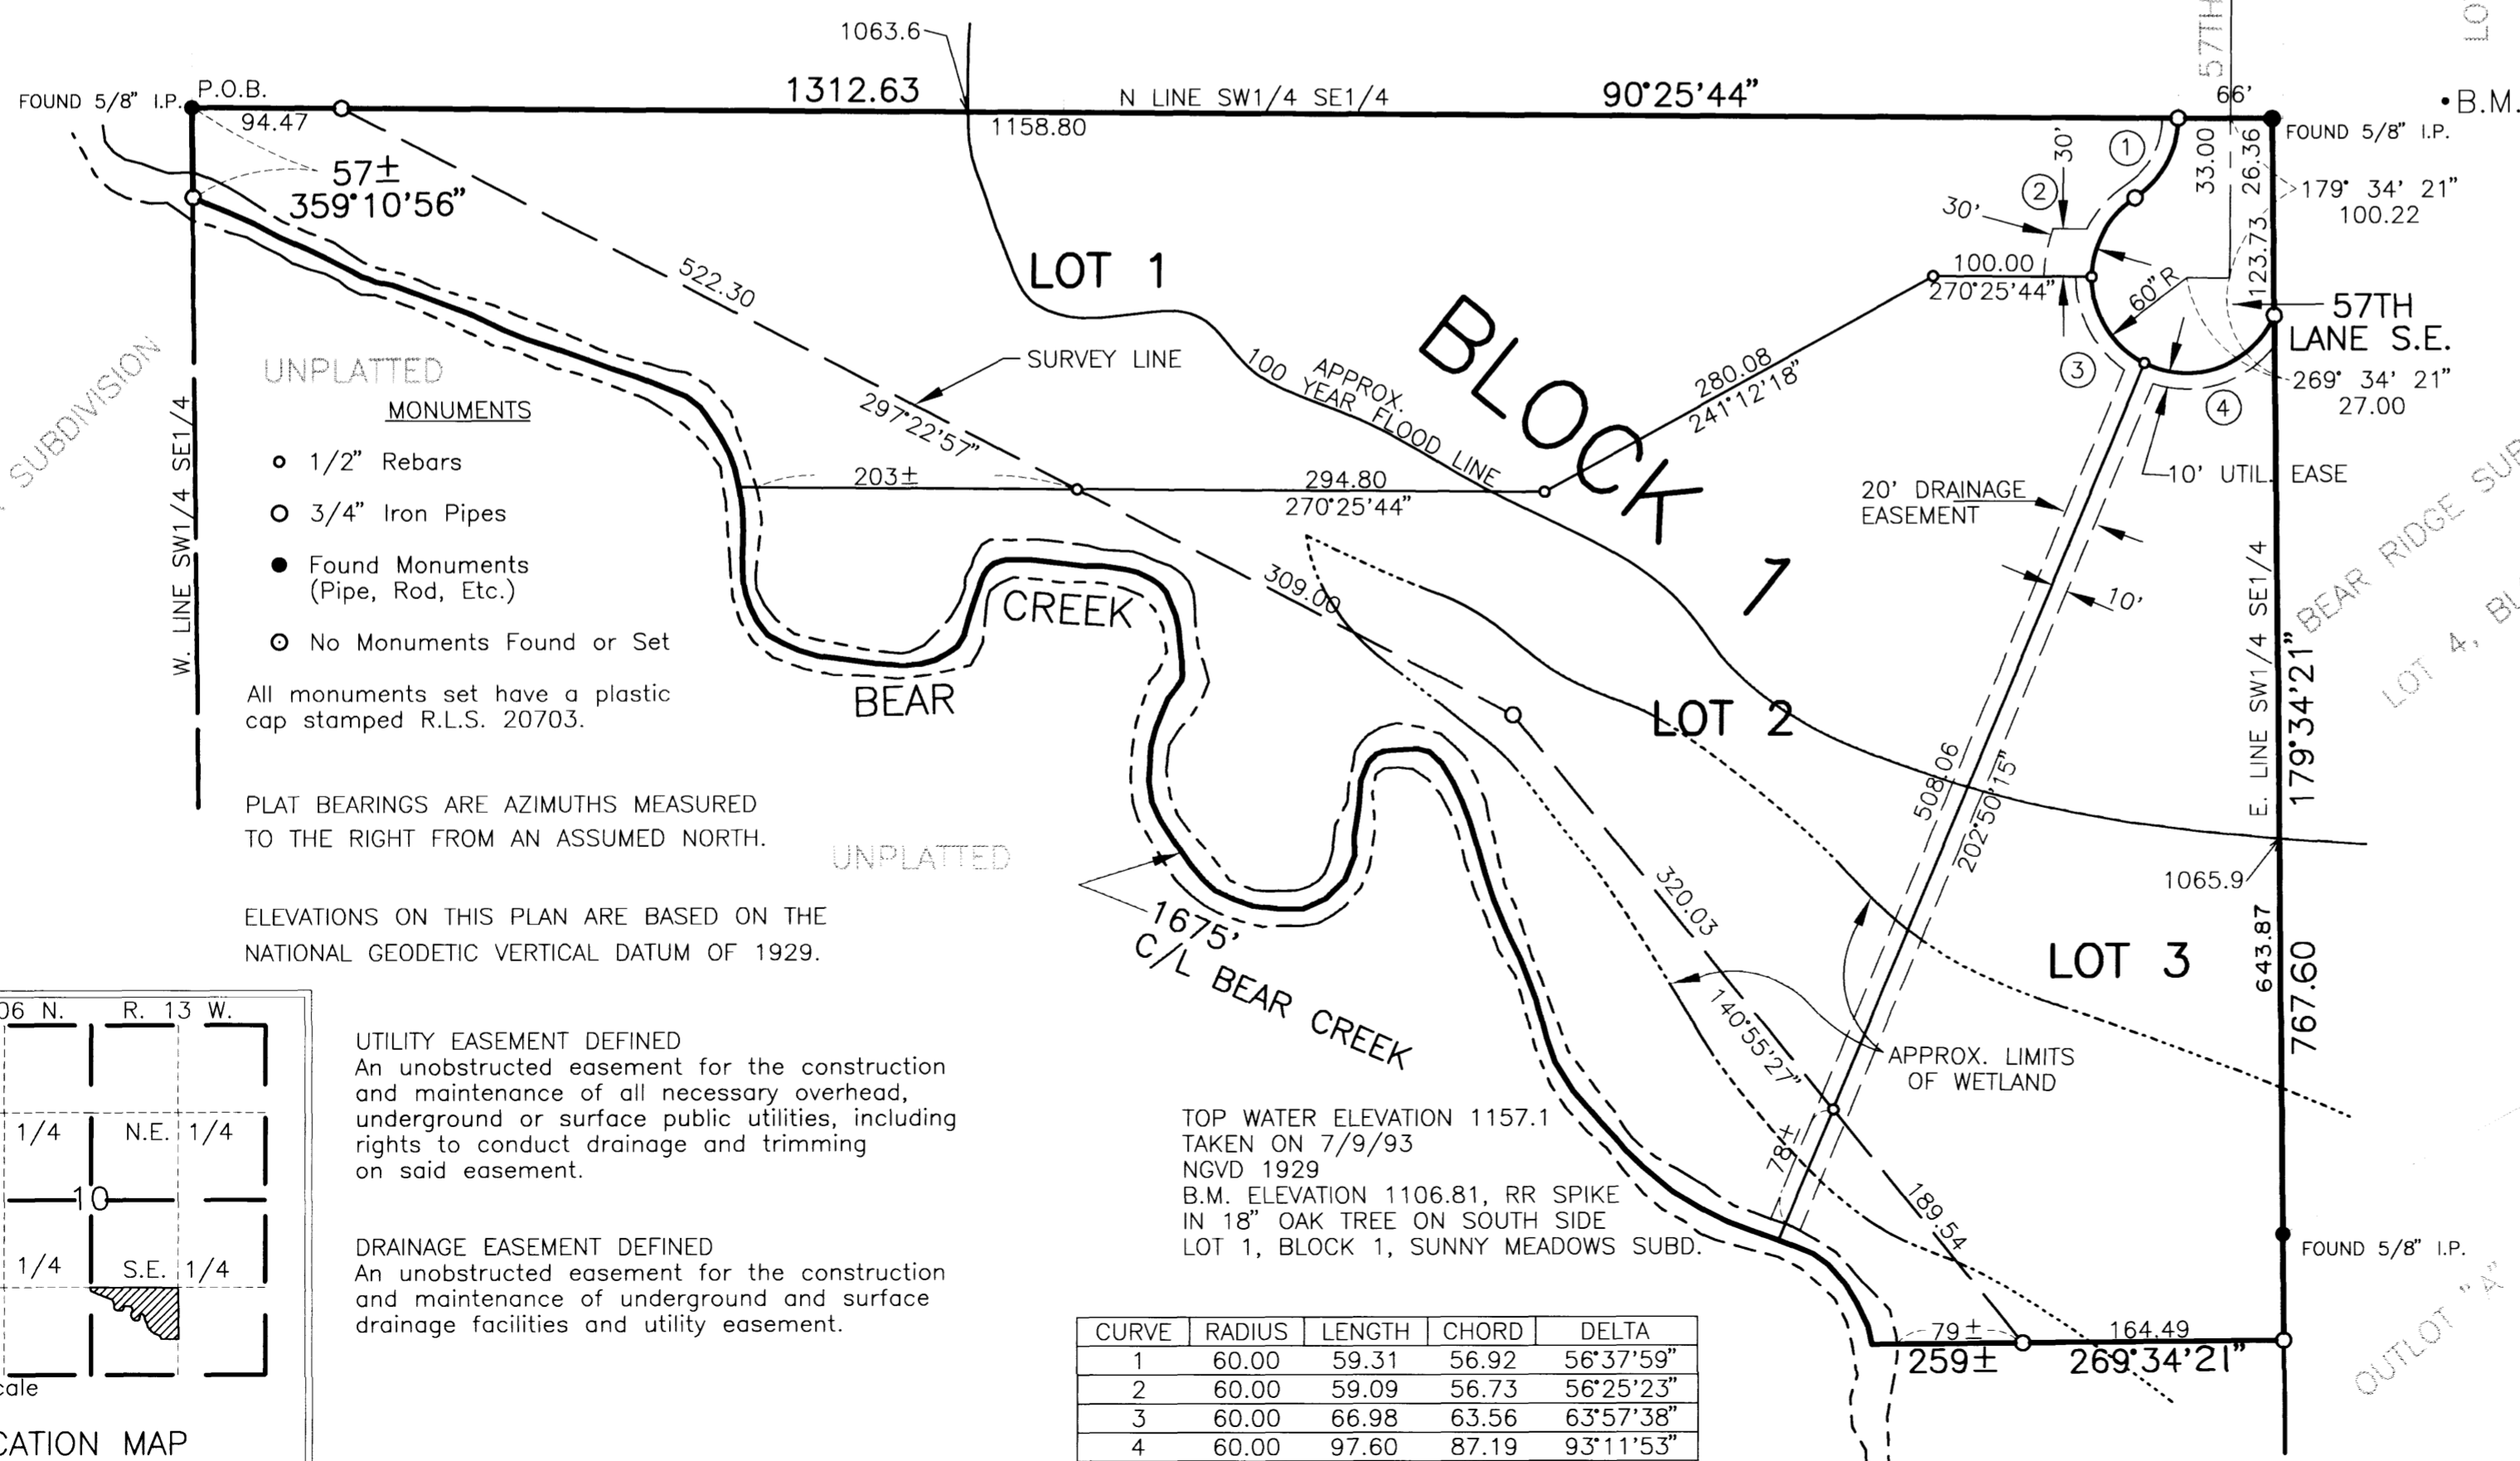 1063.6
FOUND 5/8" I.P.
P.O.B.
94.47
1312.63
N LINE SW1/4 SE1/4
90°25'44"
1158.80
57TH
LO
66'
•B.M.
FOUND 5/8" I.P.
33.00
26.36
179° 34' 21"
100.22
123.73
30'
30'
1
2
3
4
57±
359°10'56"
LOT 1
522.30
297°22'57"
SURVEY LINE
100.00
270°25'44"
60"R
57TH
LANE S.E.
269° 34' 21"
27.00
BLOCK 1
280.08
241°12'18"
APPROX.
100 YEAR FLOOD LINE
SUBDIVISION
UNPLATTED
W. LINE SW1/4 SE1/4
MONUMENTS
1/2" Rebars
3/4" Iron Pipes
Found Monuments
(Pipe, Rod, Etc.)
No Monuments Found or Set
All monuments set have a plastic
cap stamped R.L.S. 20703.
203±
294.80
270°25'44"
10' UTIL. EASE
20' DRAINAGE
EASEMENT
10'
309.00
CREEK
BEAR
BEAR RIDGE SUB
LOT 4, BL
E. LINE SW1/4 SE1/4
179°34'21"
LOT 2
508.06
202°50'15"
PLAT BEARINGS ARE AZIMUTHS MEASURED
TO THE RIGHT FROM AN ASSUMED NORTH.
UNPLATTED
ELEVATIONS ON THIS PLAN ARE BASED ON THE
NATIONAL GEODETIC VERTICAL DATUM OF 1929.
1065.9
320.03
140°55'27"
1675'
C/L BEAR CREEK
LOT 3
643.87
767.60
APPROX. LIMITS
OF WETLAND
06 N.
R. 13 W.
1/4
N.E. 1/4
10
1/4
S.E. 1/4
cale
CATION MAP
UTILITY EASEMENT DEFINED
An unobstructed easement for the construction
and maintenance of all necessary overhead,
underground or surface public utilities, including
rights to conduct drainage and trimming
on said easement.
DRAINAGE EASEMENT DEFINED
An unobstructed easement for the construction
and maintenance of underground and surface
drainage facilities and utility easement.
TOP WATER ELEVATION 1157.1
TAKEN ON 7/9/93
NGVD 1929
B.M. ELEVATION 1106.81, RR SPIKE
IN 18" OAK TREE ON SOUTH SIDE
LOT 1, BLOCK 1, SUNNY MEADOWS SUBD.
78±
189.54
FOUND 5/8" I.P.
OUTLOT "A"
79±
164.49
259±
269°34'21"
CURVE RADIUS LENGTH CHORD DELTA
1 60.00 59.31 56.92 56°37'59"
2 60.00 59.09 56.73 56°25'23"
3 60.00 66.98 63.56 63°57'38"
4 60.00 97.60 87.19 93°11'53"